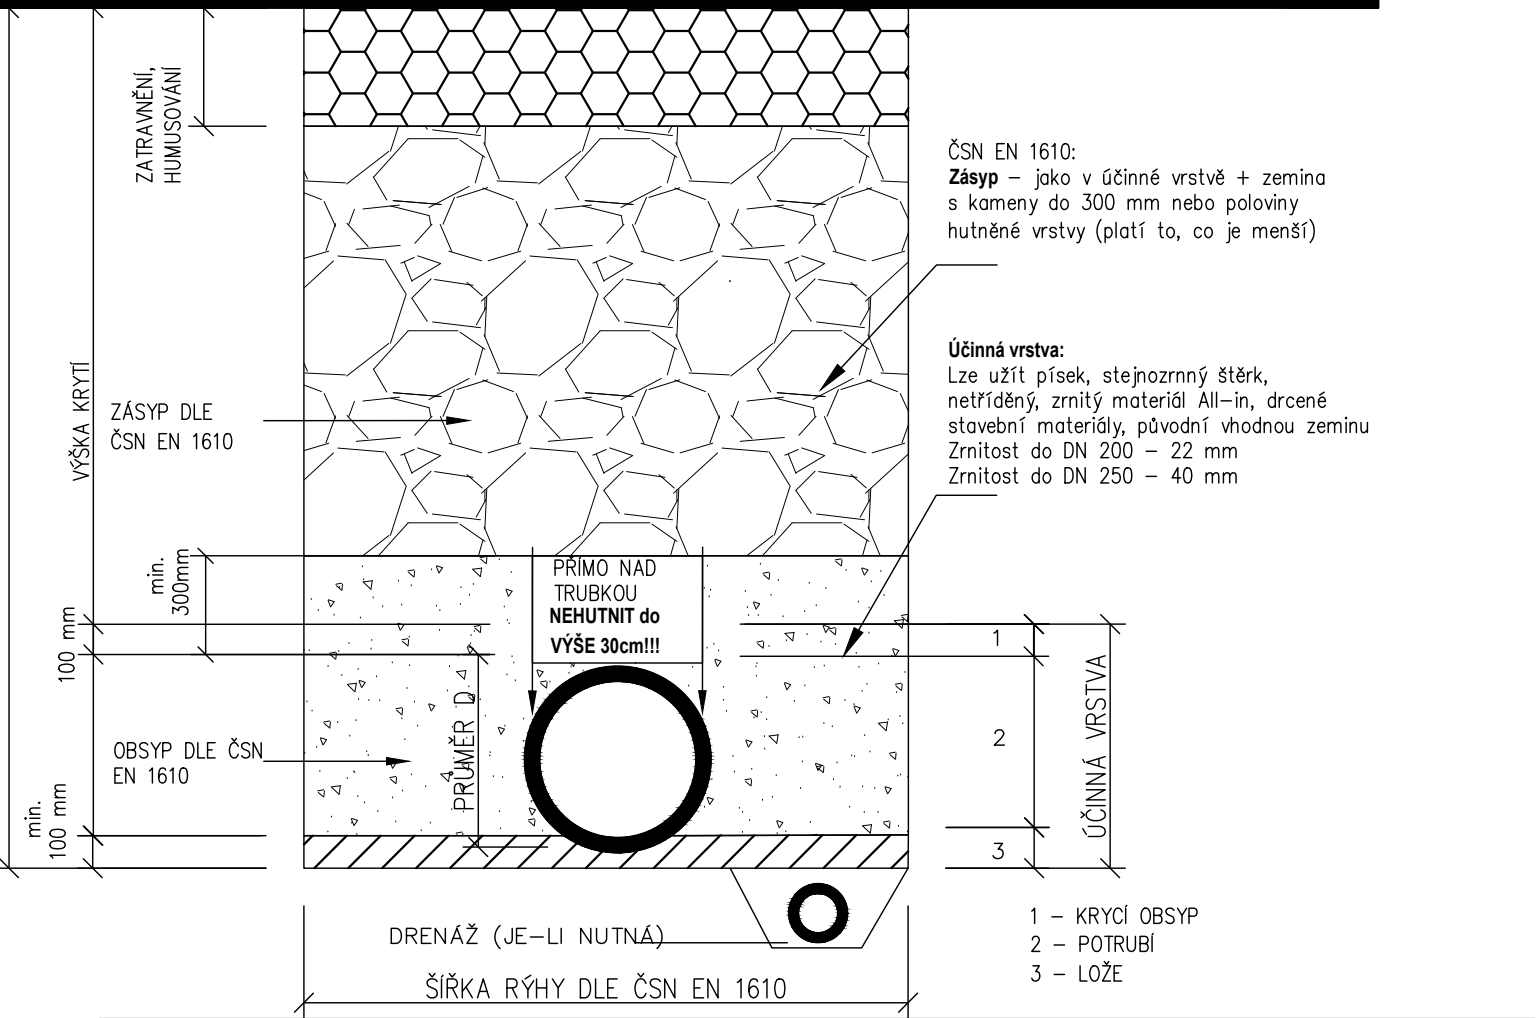 ZATRAVNĚNÍ,
HUMUSOVÁNÍ
ČSN EN 1610:
Zásyp – jako v účinné vrstvě + zemina
s kameny do 300 mm nebo poloviny
hutněné vrstvy (platí to, co je menší)
Účinná vrstva:
Lze užít písek, stejnozrnný štěrk,
netříděný, zrnitý materiál All–in, drcené
stavební materiály, původní vhodnou zeminu
Zrnitost do DN 200 – 22 mm
Zrnitost do DN 250 – 40 mm
VÝŠKA KRYTÍ
ZÁSYP DLE
ČSN EN 1610
min.
300mm
100 mm
PŘÍMO NAD
TRUBKOU
NEHUTNIT do
VÝŠE 30cm!!!
PRŮMĚR D
OBSYP DLE ČSN
EN 1610
min.
100 mm
1
2
3
ÚČINNÁ VRSTVA
1 – KRYCÍ OBSYP
2 – POTRUBÍ
3 – LOŽE
DRENÁŽ (JE–LI NUTNÁ)
ŠÍŘKA RÝHY DLE ČSN EN 1610